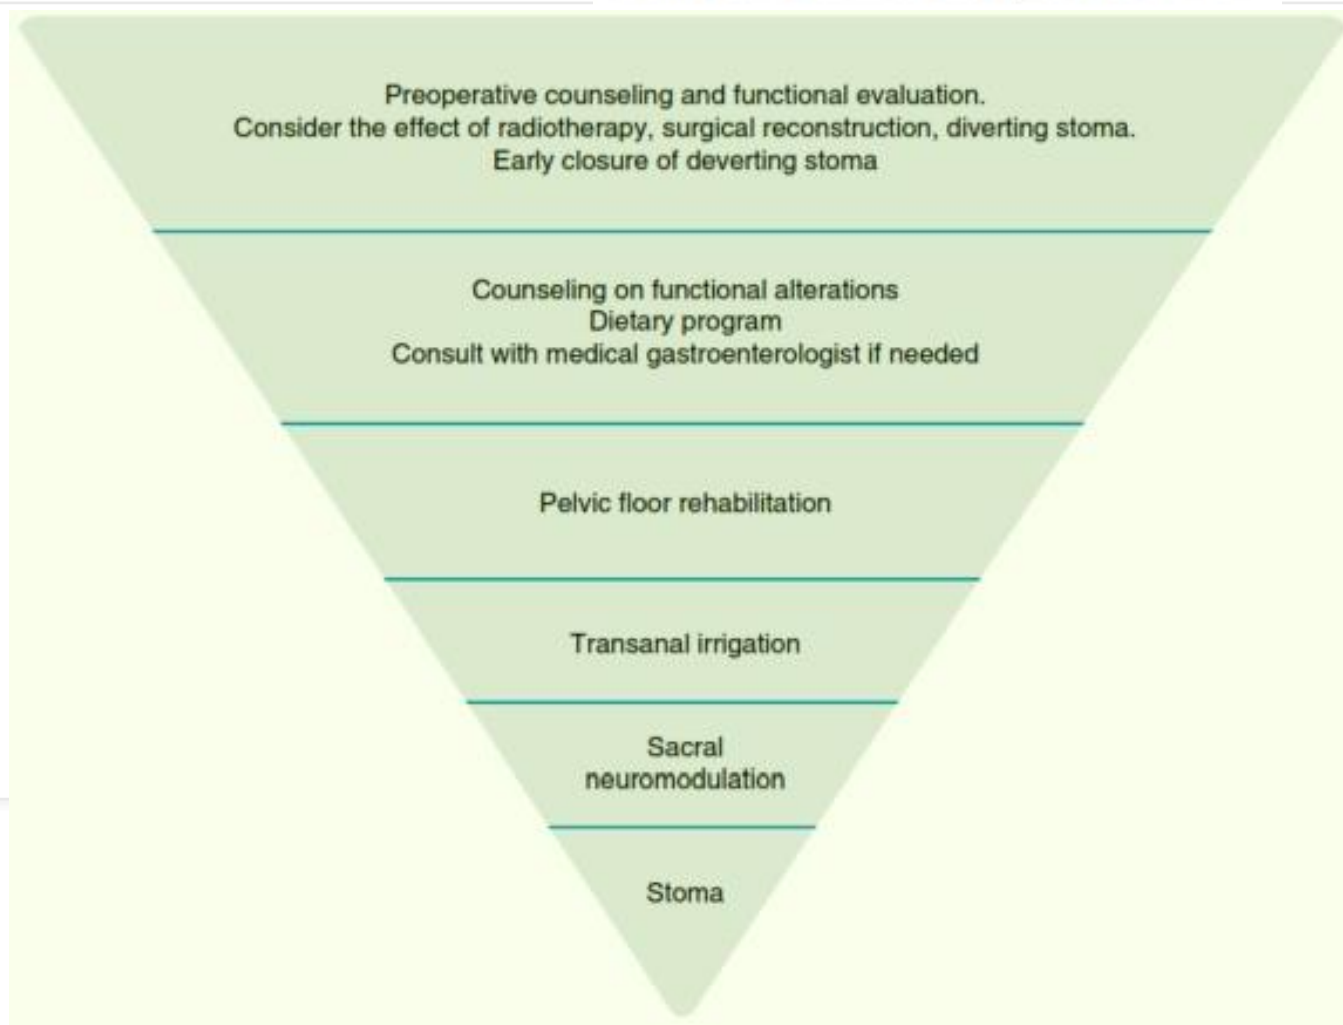 Preoperative counseling and functional evaluation.
Consider the effect of radiotherapy, surgical reconstruction, diverting stoma.
Early closure of deverting stoma
Counseling on functional alterations
Dietary program
Consult with medical gastroenterologist if needed
Pelvic floor rehabilitation
Transanal irrigation
Sacral
neuromodulation
Stoma